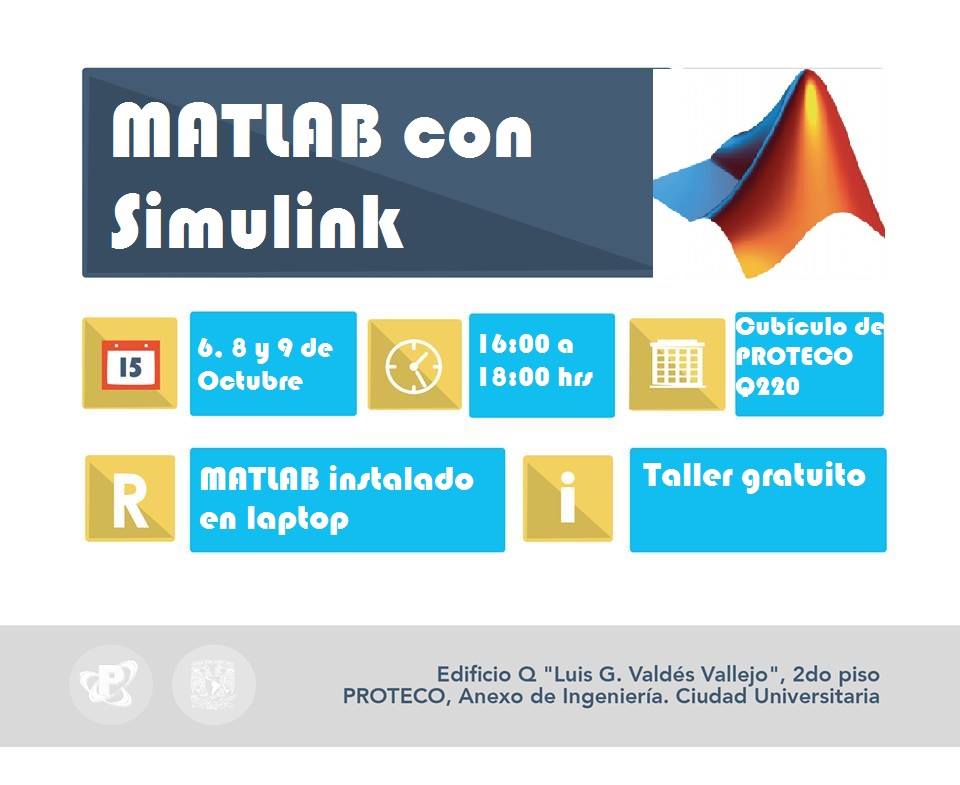 MATLAB con
Simulink
15
6, 8 y 9 de
Octubre
16:00 a
18:00 hrs
Cubículo de
PROTECO
Q220
R
MATLAB instalado
en laptop
i
Taller gratuito
P
Edificio Q "Luis G. Valdés Vallejo", 2do piso
PROTECO, Anexo de Ingeniería. Ciudad Universitaria